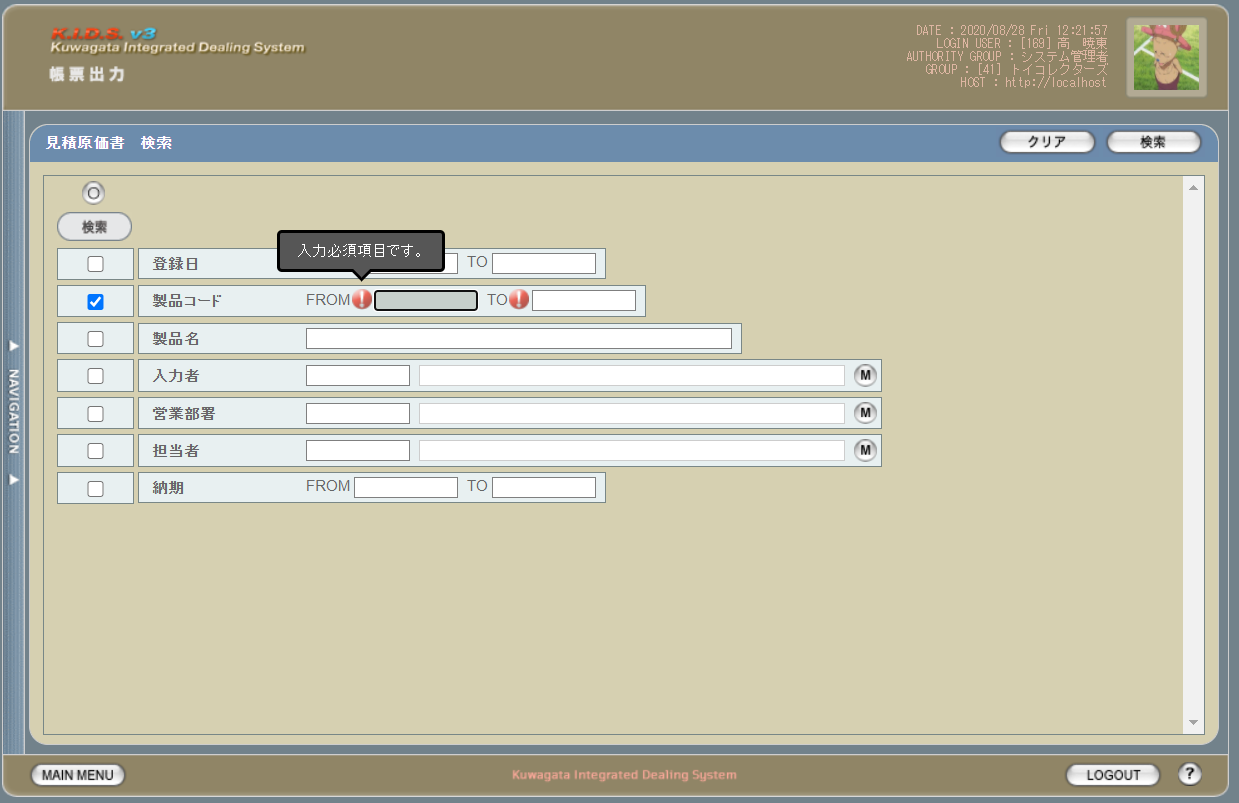 K.I.D.S. v3
Kuwagata Integrated Dealing System
帳票出力
DATE : 2020/08/28 Fri 12:21:57
LOGIN USER : [169] 高 暁東
AUTHORITY GROUP : システム管理者
GROUP : [41] トイコレクターズ
HOST : http://localhost
見積原価書 検索
クリア
検索
検索
入力必須項目です。
登録日 TO
製品コード FROM TO
製品名
入力者 M
営業部署 M
担当者 M
納期 FROM TO
NAVIGATION
MAIN MENU
Kuwagata Integrated Dealing System
LOGOUT
?